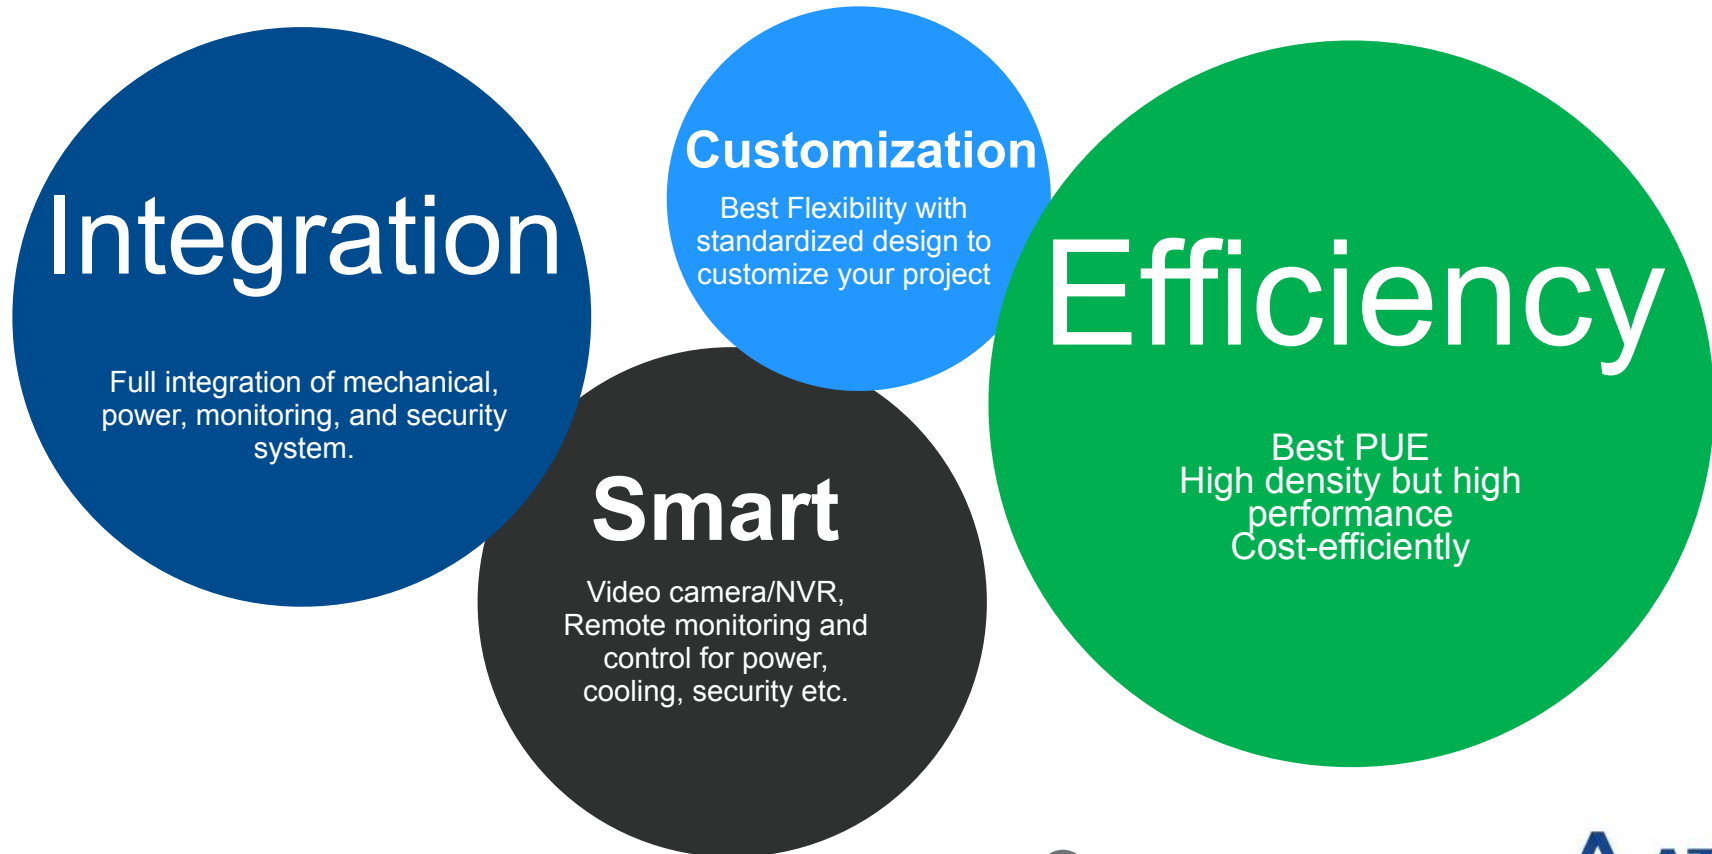 Integration
Full integration of mechanical,
power, monitoring, and security
system.
Customization
Best Flexibility with
standardized design to
customize your project
Smart
Video camera/NVR,
Remote monitoring and
control for power,
cooling, security etc.
Efficiency
Best PUE
High density but high
performance
Cost-efficiently